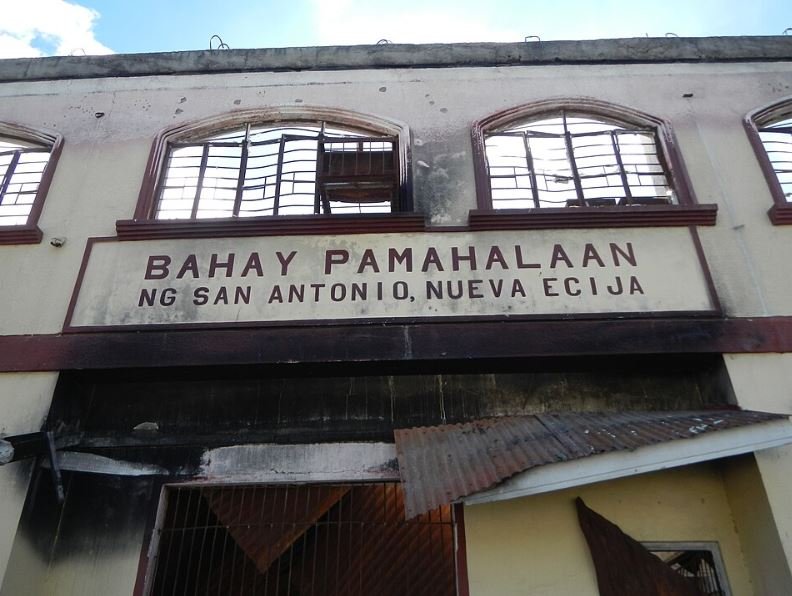 BAHAY PAMAHALAAN
NG SAN ANTONIO, NUEVA ECIJA